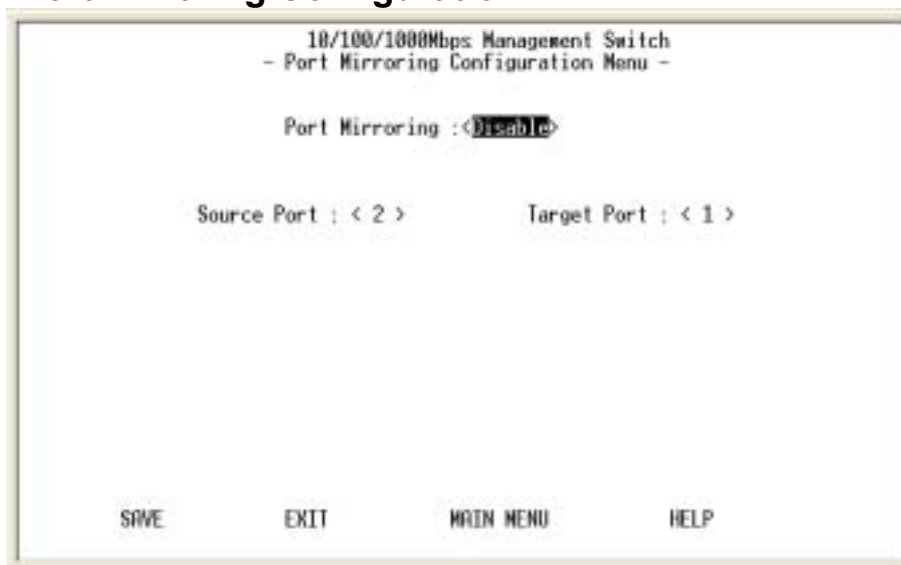 10/100/1000Mbps Management Switch
- Port Mirroring Configuration Menu -
Port Mirroring :<Disable>
Source Port : < 2 > Target Port : < 1 >
SAVE EXIT MAIN MENU HELP